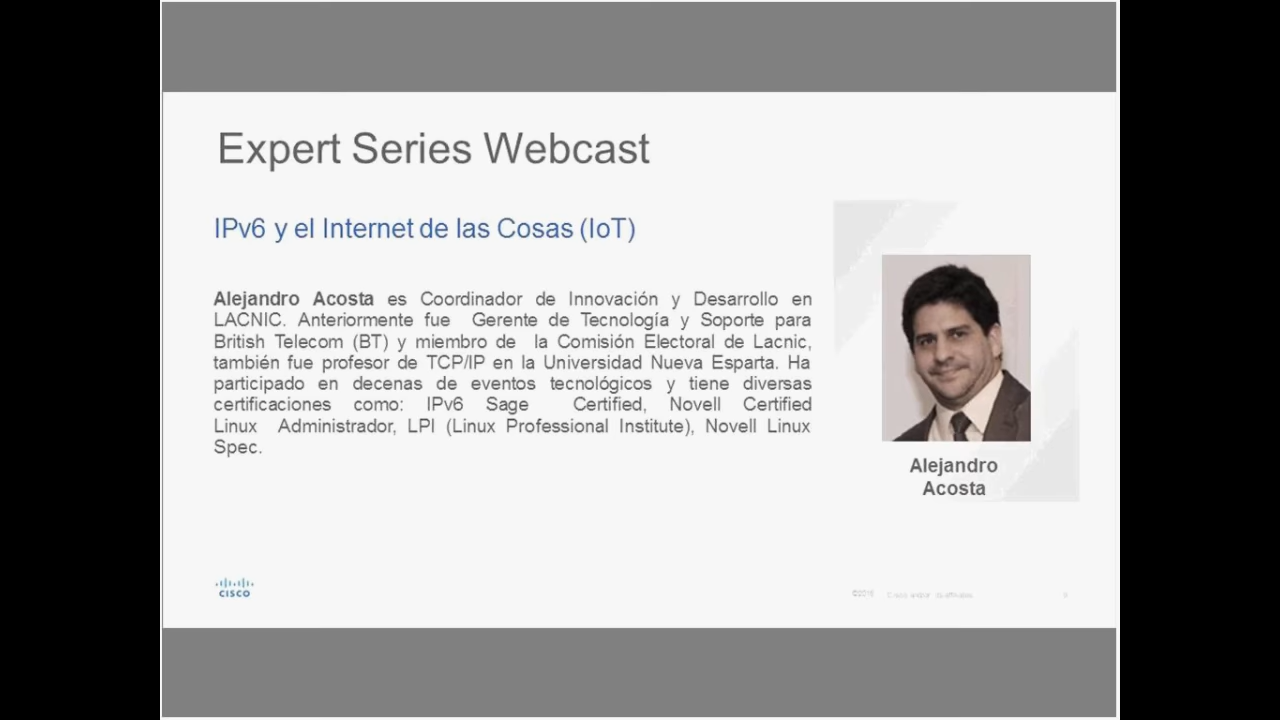 Expert Series Webcast
IPv6 y el Internet de las Cosas (IoT)
Alejandro Acosta es Coordinador de Innovación y Desarrollo en
LACNIC. Anteriormente fue Gerente de Tecnología y Soporte para
British Telecom (BT) y miembro de la Comisión Electoral de Lacnic,
también fue profesor de TCP/IP en la Universidad Nueva Esparta. Ha
participado en decenas de eventos tecnológicos y tiene diversas
certificaciones como: IPv6 Sage Certified, Novell Certified
Linux Administrador, LPI (Linux Professional Institute), Novell Linux
Spec.
Alejandro
Acosta
CISCO